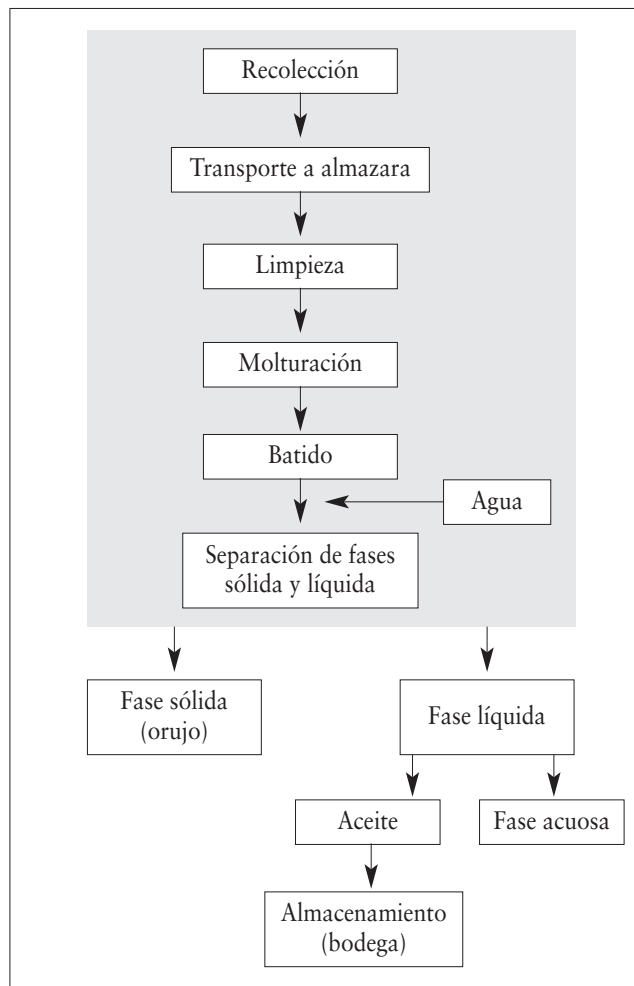 Recolección
Transporte a almazara
Limpieza
Molturación
Batido
Agua
Separación de fases
sólida y líquida
Fase sólida
(orujo)
Fase líquida
Aceite
Fase acuosa
Almacenamiento
(bodega)